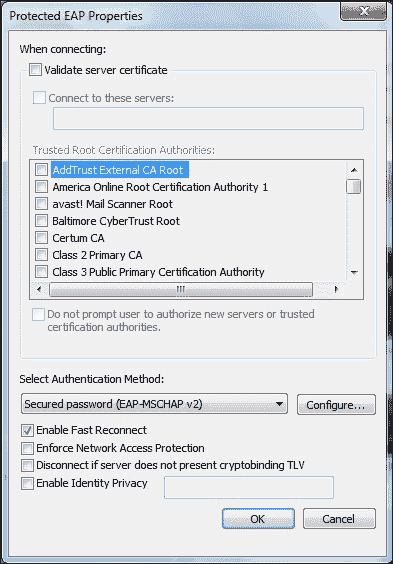 Protected EAP Properties
When connecting:
Validate server certificate
Connect to these servers:
Trusted Root Certification Authorities:
AddTrust External CA Root
America Online Root Certification Authority 1
avast! Mail Scanner Root
Baltimore CyberTrust Root
Certum CA
Class 2 Primary CA
Class 3 Public Primary Certification Authority
Do not prompt user to authorize new servers or trusted
certification authorities.
Select Authentication Method:
Secured password (EAP-MSCHAP v2)
Configure...
Enable Fast Reconnect
Enforce Network Access Protection
Disconnect if server does not present cryptobinding TLV
Enable Identity Privacy
OK
Cancel